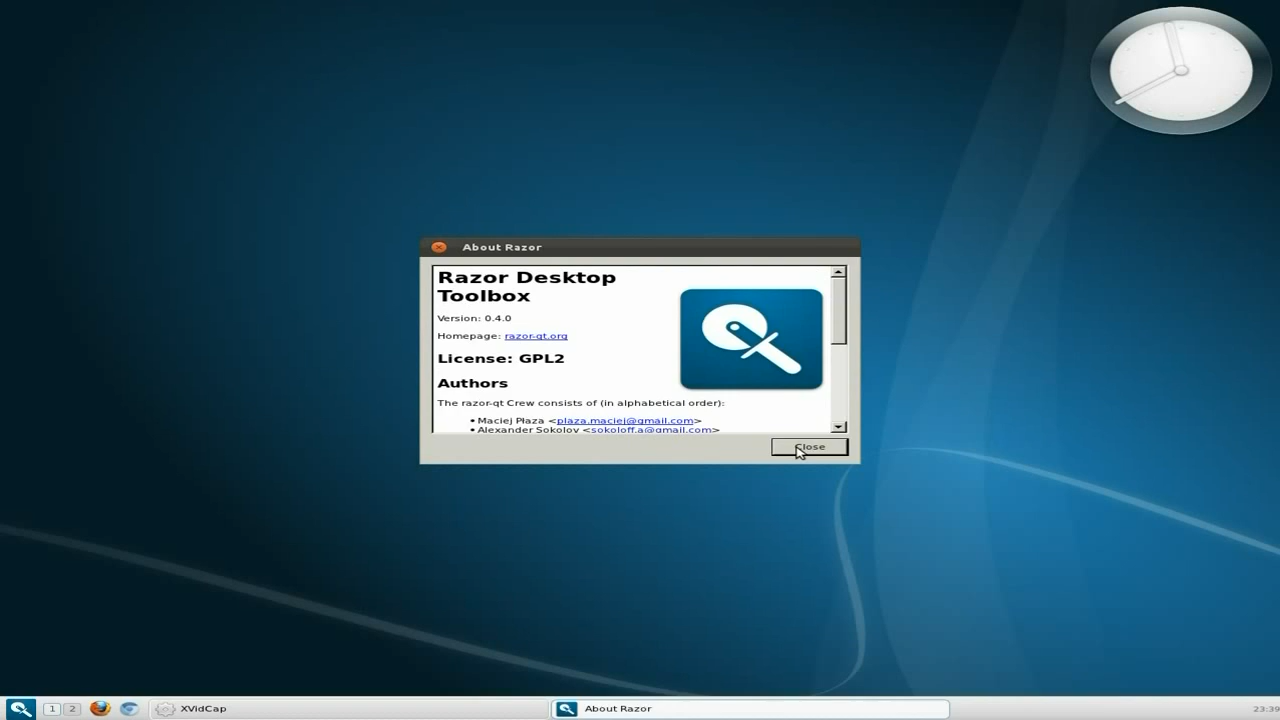 About Razor
Razor Desktop
Toolbox
Version: 0.4.0
Homepage: razor-qt.org
License: GPL2
Authors
The razor-qt Crew consists of (in alphabetical order):
• Maciej Płaza <plaza.maciej@gmail.com>
• Alexander Sokolov <sokoloff.a@gmail.com>
Close
1 2 XVidCap About Razor 23:39